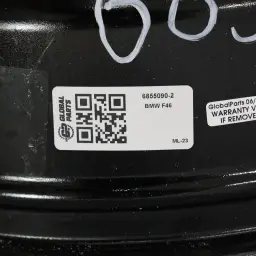 GLOBAL
PARTS
6855090-2
BMW F46
ML-23
GlobalParts 06/
WARRANTY V
IF REMOVE